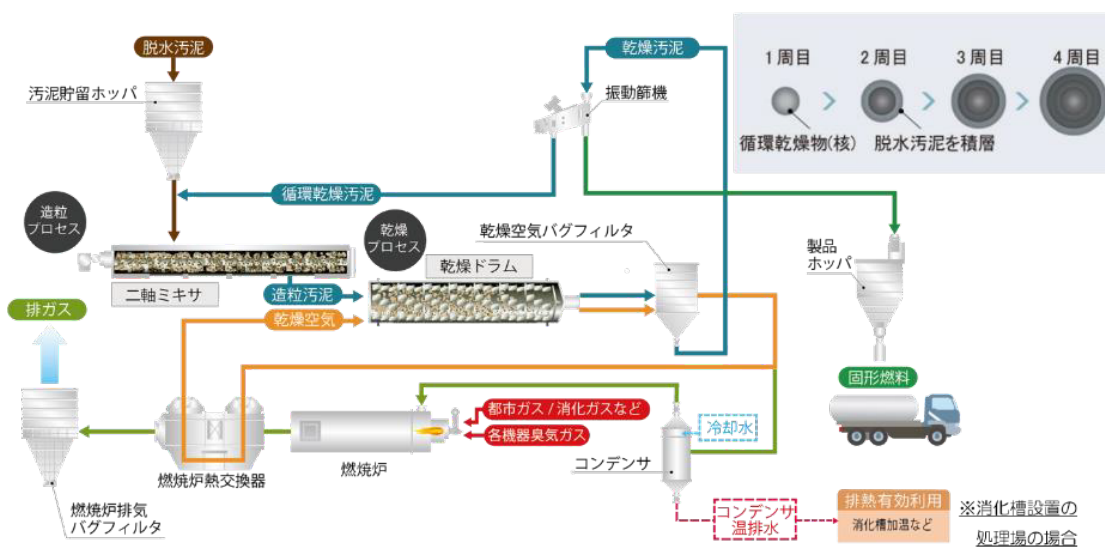 脱水汚泥
汚泥貯留ホッパ
乾燥汚泥
振動篩機
1周目
2周目
3周目
4周目
循環乾燥物(核)
脱水汚泥を積層
循環乾燥汚泥
造粒
プロセス
乾燥
プロセス
乾燥空気バグフィルタ
製品
ホッパ
乾燥ドラム
二軸ミキサ
造粒汚泥
乾燥空気
排ガス
固形燃料
都市ガス/消化ガスなど
各機器臭気ガス
冷却水
コンデンサ
燃焼炉
燃焼炉熱交換器
燃焼炉排気
バグフィルタ
コンデンサ
温排水
排熱有効利用
消化槽加温など
※消化槽設置の
処理場の場合